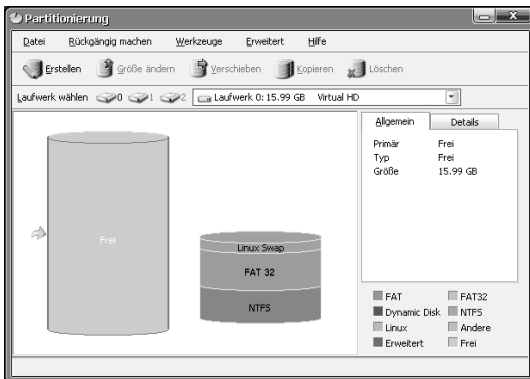 Partitionierung
Datei Rückgängig machen Werkzeuge Erweitert Hilfe
Erstellen Größe ändern Verschieben Kopieren Löschen
Laufwerk wählen 0 1 2 Laufwerk 0: 15.99 GB Virtual HD
Allgemein Details
Primär Frei
Typ Frei
Größe 15.99 GB
Frei
Linux Swap
FAT 32
NTFS
FAT FAT32
Dynamic Disk NTFS
Linux Andere
Erweitert Frei